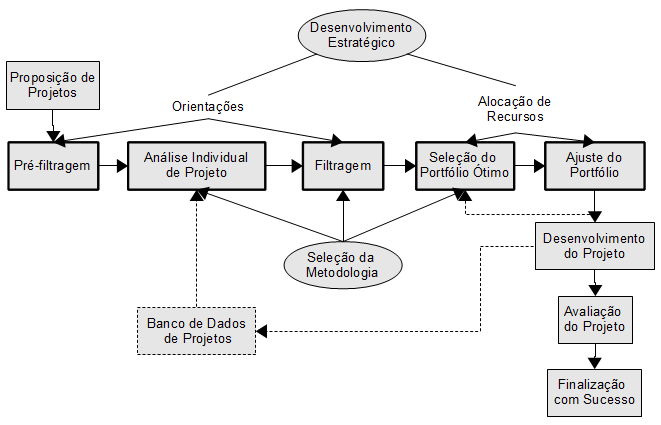 Desenvolvimento
Estratégico
Proposição de
Projetos
Orientações
Alocação de
Recursos
Pré-filtragem
Análise Individual
de Projeto
Filtragem
Seleção do
Portfólio Ótimo
Ajuste do
Portfólio
Seleção da
Metodologia
Desenvolvimento
do Projeto
Banco de Dados
de Projetos
Avaliação
do Projeto
Finalização
com Sucesso